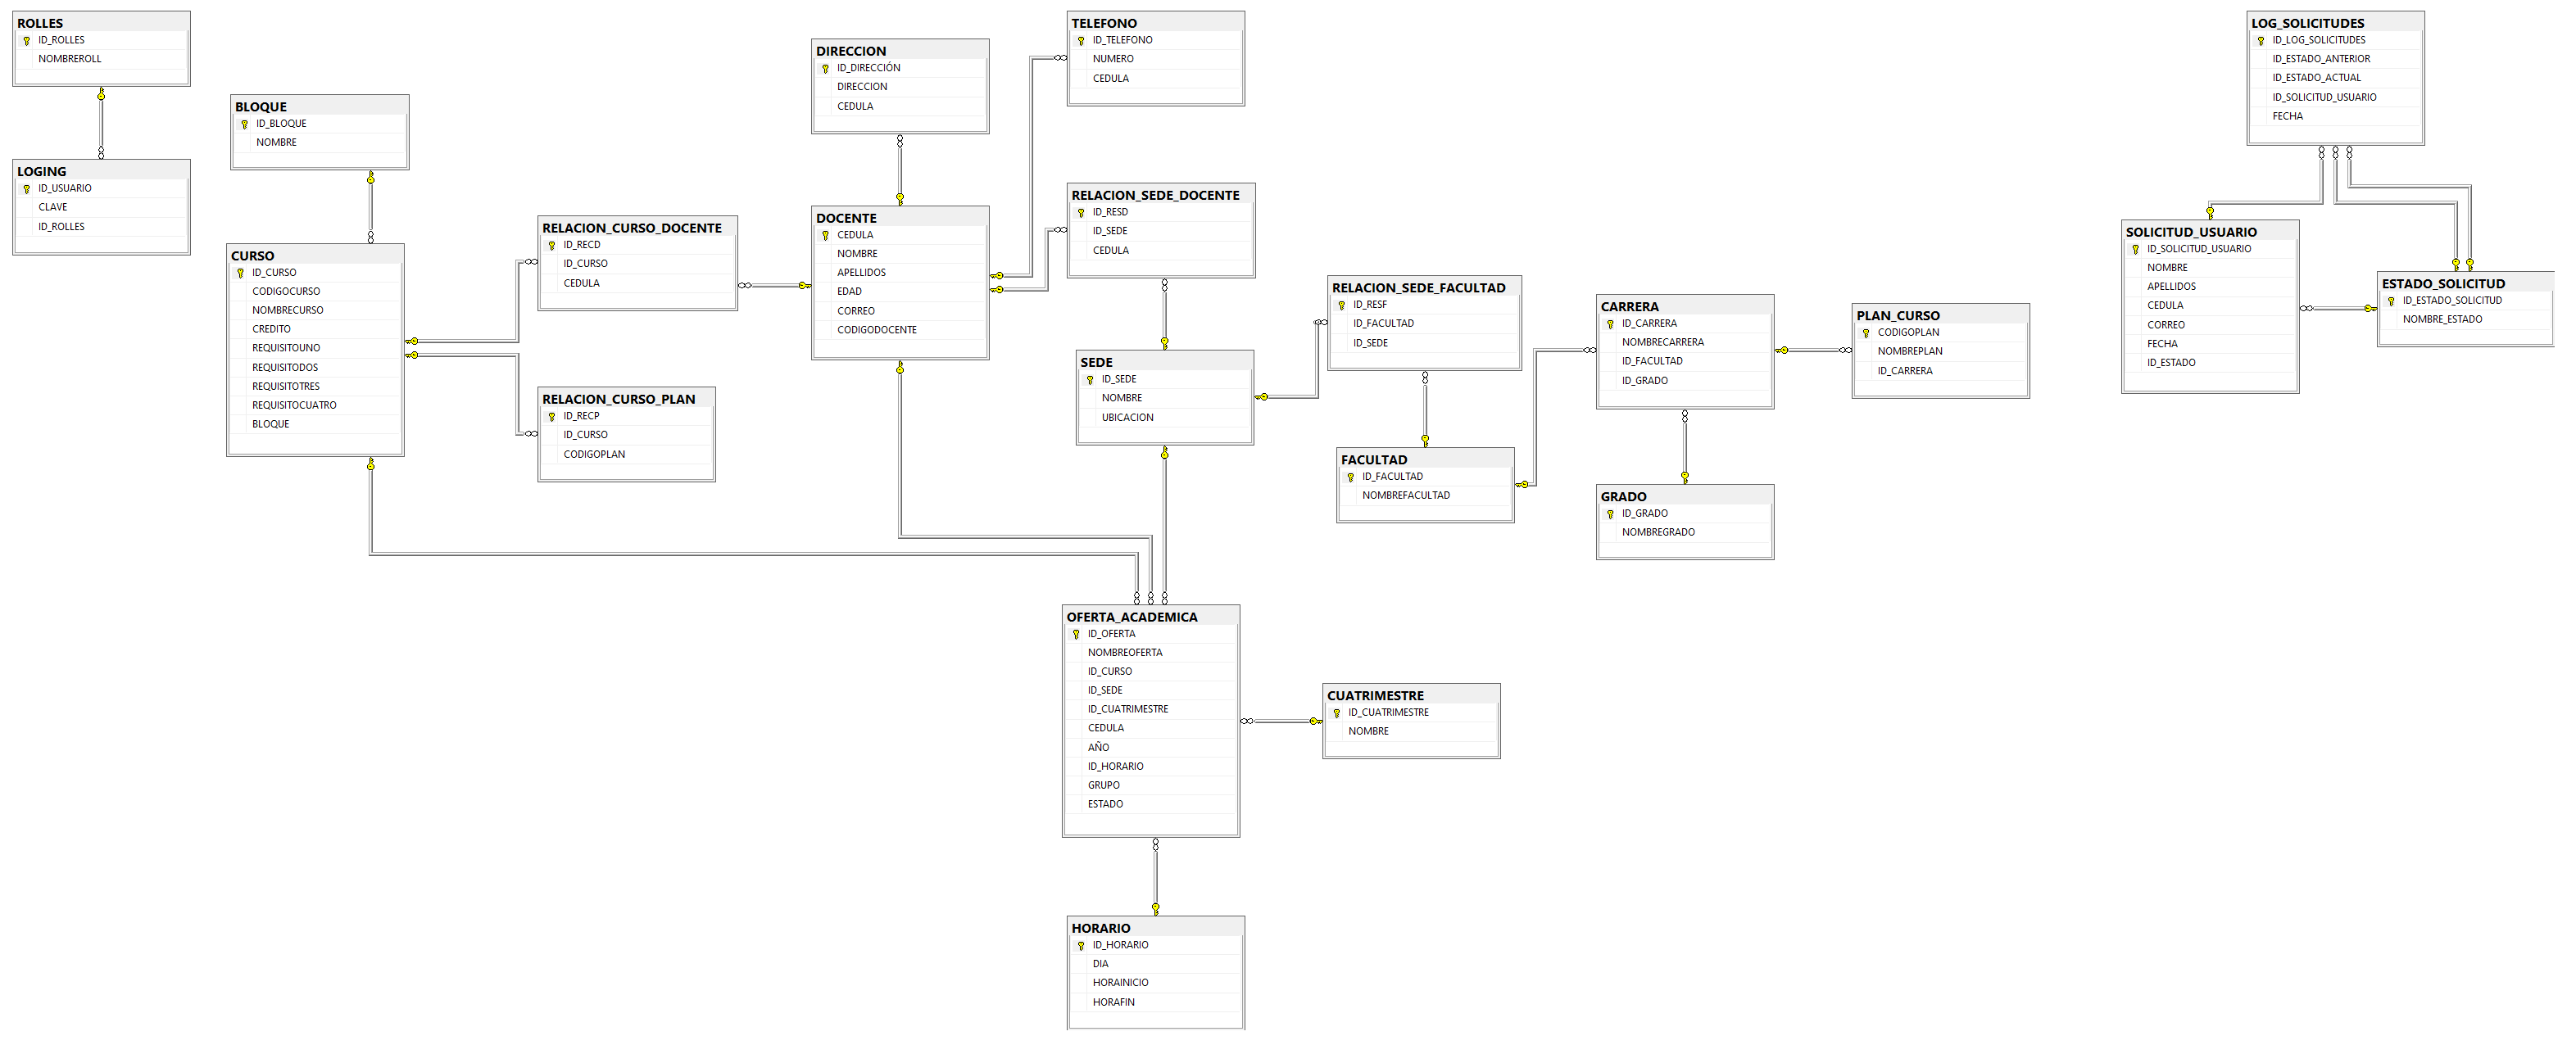 ROLLES
ID_ROLLES
NOMBREROLL
LOGING
ID_USUARIO
CLAVE
ID_ROLLES
BLOQUE
ID_BLOQUE
NOMBRE
CURSO
ID_CURSO
CODIGOCURSO
NOMBRECURSO
CREDITO
REQUISITOUNO
REQUISITODOS
REQUISITOTRES
REQUISITOCUATRO
BLOQUE
RELACION_CURSO_DOCENTE
ID_RECD
ID_CURSO
CEDULA
RELACION_CURSO_PLAN
ID_RECP
ID_CURSO
CODIGOPLAN
DIRECCION
ID_DIRECCIÓN
DIRECCION
CEDULA
DOCENTE
CEDULA
NOMBRE
APELLIDOS
EDAD
CORREO
CODIGODOCENTE
TELEFONO
ID_TELEFONO
NUMERO
CEDULA
RELACION_SEDE_DOCENTE
ID_RESD
ID_SEDE
CEDULA
SEDE
ID_SEDE
NOMBRE
UBICACION
RELACION_SEDE_FACULTAD
ID_RESF
ID_FACULTAD
ID_SEDE
FACULTAD
ID_FACULTAD
NOMBREFACULTAD
CARRERA
ID_CARRERA
NOMBRECARRERA
ID_FACULTAD
ID_GRADO
GRADO
ID_GRADO
NOMBREGRADO
PLAN_CURSO
CODIGOPLAN
NOMBREPLAN
ID_CARRERA
LOG_SOLICITUDES
ID_LOG_SOLICITUDES
ID_ESTADO_ANTERIOR
ID_ESTADO_ACTUAL
ID_SOLICITUD_USUARIO
FECHA
SOLICITUD_USUARIO
ID_SOLICITUD_USUARIO
NOMBRE
APELLIDOS
CEDULA
CORREO
FECHA
ID_ESTADO
ESTADO_SOLICITUD
ID_ESTADO_SOLICITUD
NOMBRE_ESTADO
OFERTA_ACADEMICA
ID_OFERTA
NOMBREOFERTA
ID_CURSO
ID_SEDE
ID_CUATRIMESTRE
CEDULA
AÑO
ID_HORARIO
GRUPO
ESTADO
CUATRIMESTRE
ID_CUATRIMESTRE
NOMBRE
HORARIO
ID_HORARIO
DIA
HORAINICIO
HORAFIN